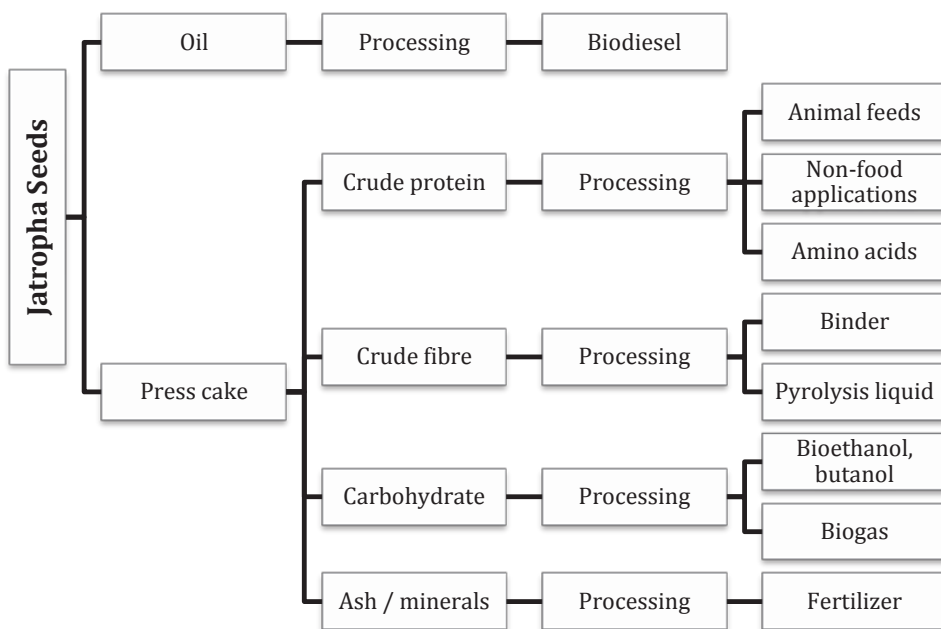 Jatropha Seeds
Oil
Processing
Biodiesel
Press cake
Crude protein
Processing
Animal feeds
Non-food
applications
Amino acids
Crude fibre
Processing
Binder
Pyrolysis liquid
Carbohydrate
Processing
Bioethanol,
butanol
Biogas
Ash / minerals
Processing
Fertilizer